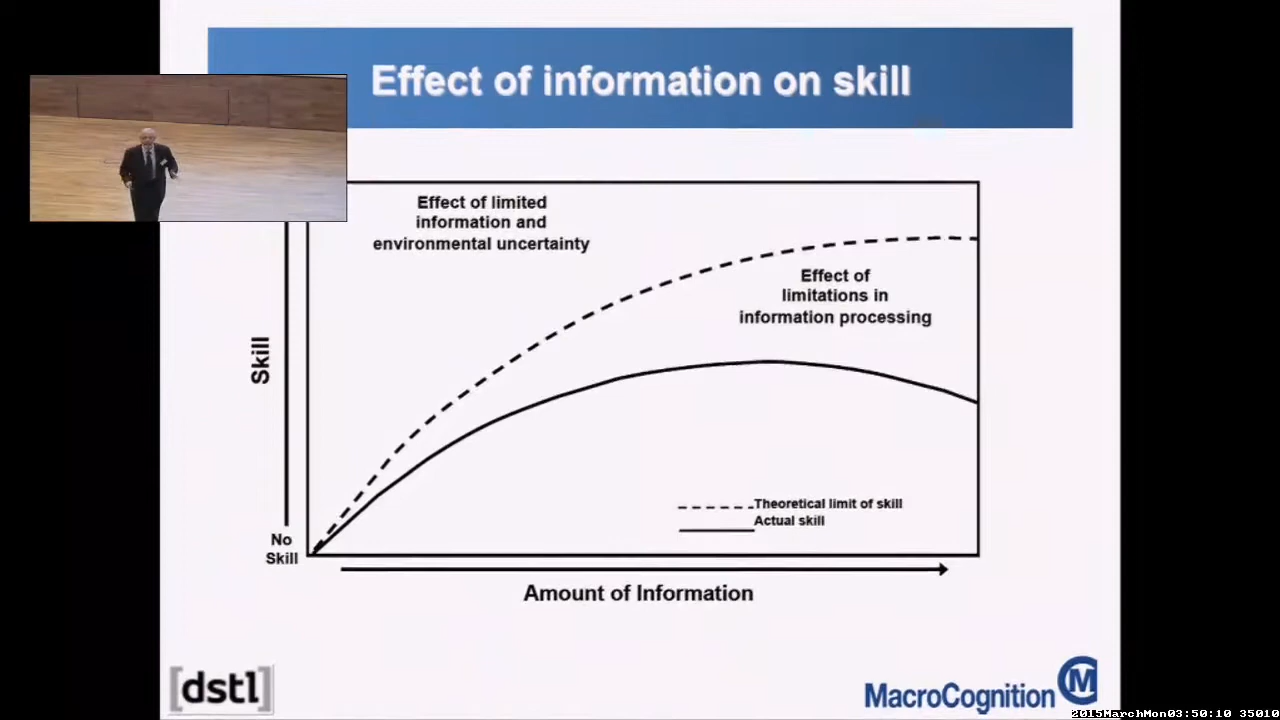 Effect of information on skill
Effect of limited
information and
environmental uncertainty
Effect of
limitations in
information processing
Skill
Theoretical limit of skill
Actual skill
No
Skill
Amount of Information
[dstl]
MacroCognition
M
2015MarchMon03:50:10 35010